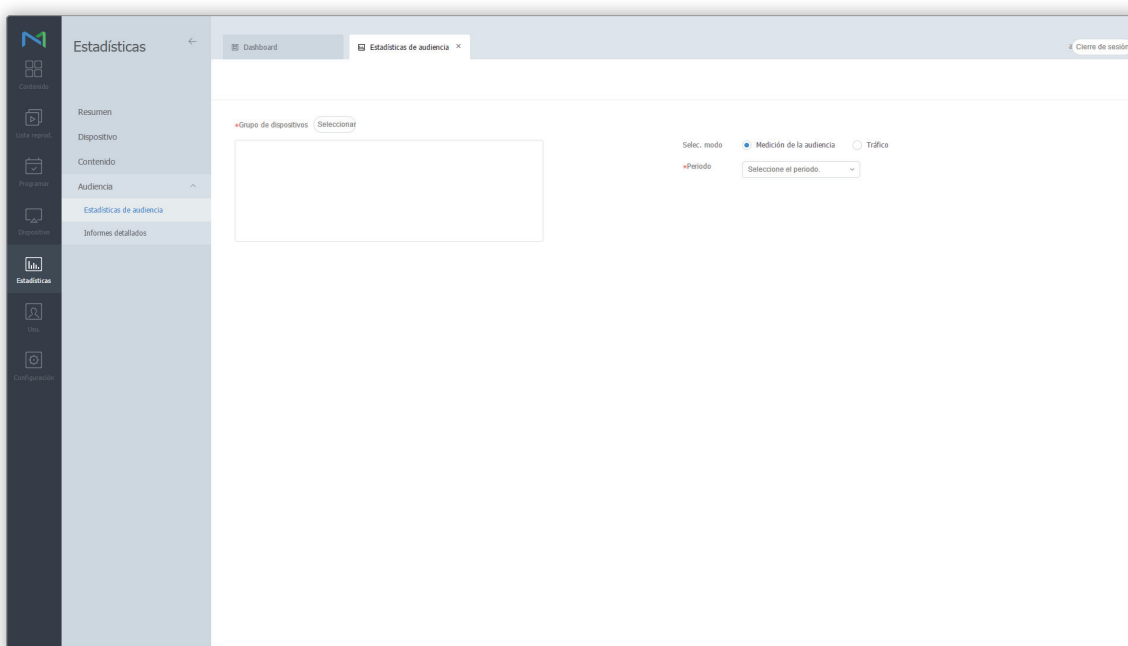 Estadísticas
Dashboard
Estadísticas de audiencia
Cierre de sesión
Contenido
Lista reprod.
Programar
Dispositivo
Estadísticas
Configuración
Resumen
Dispositivo
Contenido
Audiencia
Estadísticas de audiencia
Informes detallados
*Grupo de dispositivos Seleccionar
Selec. modo Medición de la audiencia Tráfico
*Periodo Seleccione el periodo.